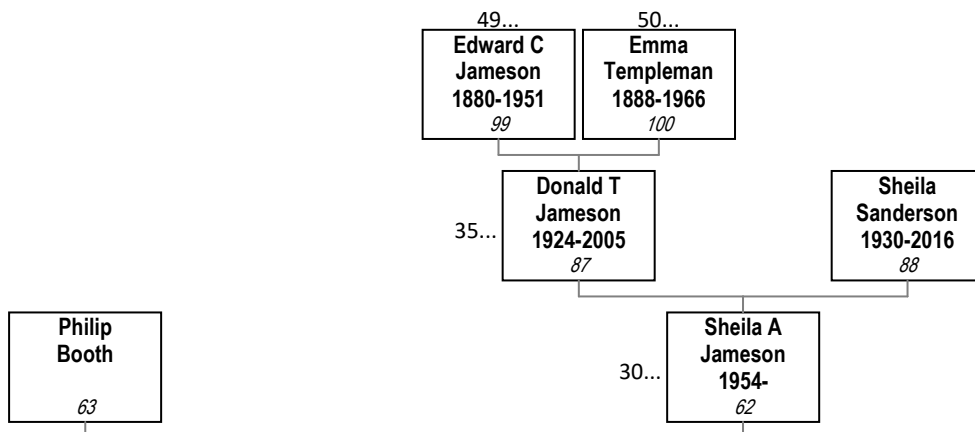 49...
50...
Edward C
Jameson
1880-1951
99
Emma
Templeman
1888-1966
100
35...
Donald T
Jameson
1924-2005
87
Sheila
Sanderson
1930-2016
88
Philip
Booth
63
30...
Sheila A
Jameson
1954-
62